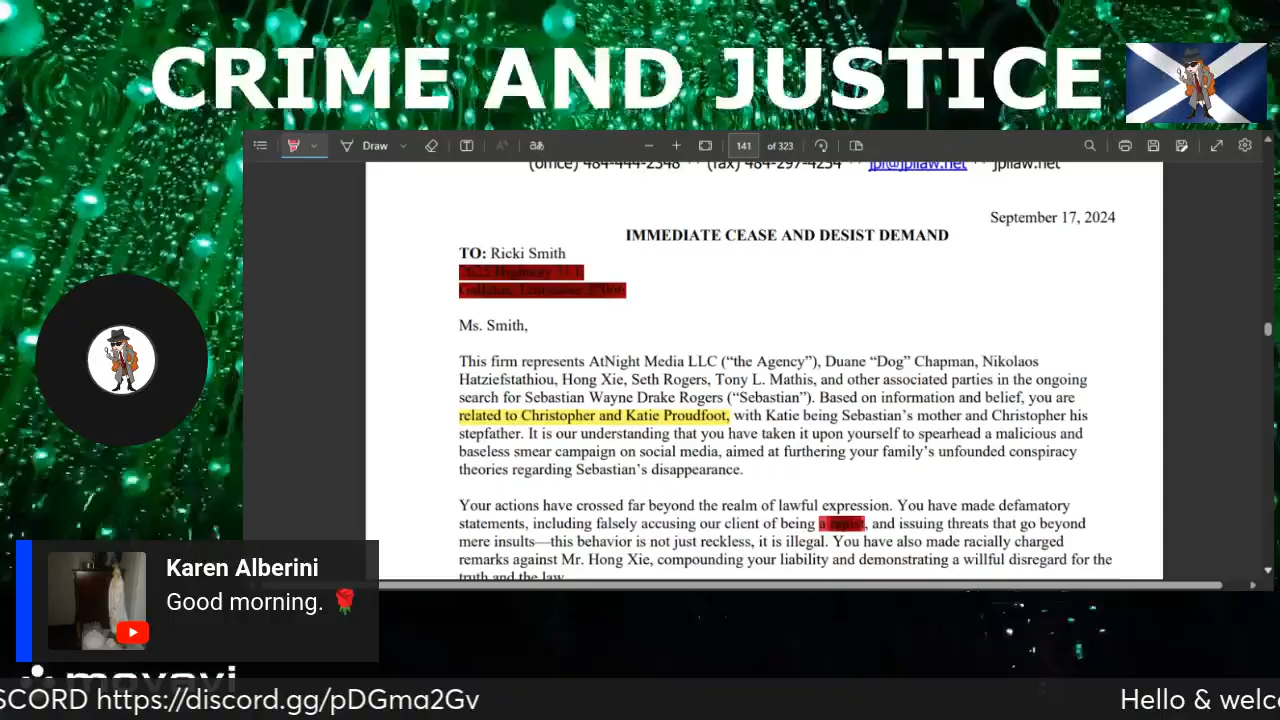 CRIME AND JUSTICE
Draw
141 of 323
(office) 484-444-2348 ** (fax) 484-297-4254 ** jpl@jpllaw.net ** jpllaw.net
September 17, 2024
IMMEDIATE CEASE AND DESIST DEMAND
TO: Ricki Smith
Ms. Smith,
This firm represents AtNight Media LLC (“the Agency”), Duane “Dog” Chapman, Nikolaos
Hatziefstathiou, Hong Xie, Seth Rogers, Tony L. Mathis, and other associated parties in the ongoing
search for Sebastian Wayne Drake Rogers (“Sebastian”). Based on information and belief, you are
related to Christopher and Katie Proudfoot, with Katie being Sebastian’s mother and Christopher his
stepfather. It is our understanding that you have taken it upon yourself to spearhead a malicious and
baseless smear campaign on social media, aimed at furthering your family’s unfounded conspiracy
theories regarding Sebastian’s disappearance.
Your actions have crossed far beyond the realm of lawful expression. You have made defamatory
statements, including falsely accusing our client of being a , and issuing threats that go beyond
mere insults—this behavior is not just reckless, it is illegal. You have also made racially charged
remarks against Mr. Hong Xie, compounding your liability and demonstrating a willful disregard for the
truth and the law.
Karen Alberini
Good morning. 🌹
movavi
SCORD https://discord.gg/pDGma2Gv
Hello & welc